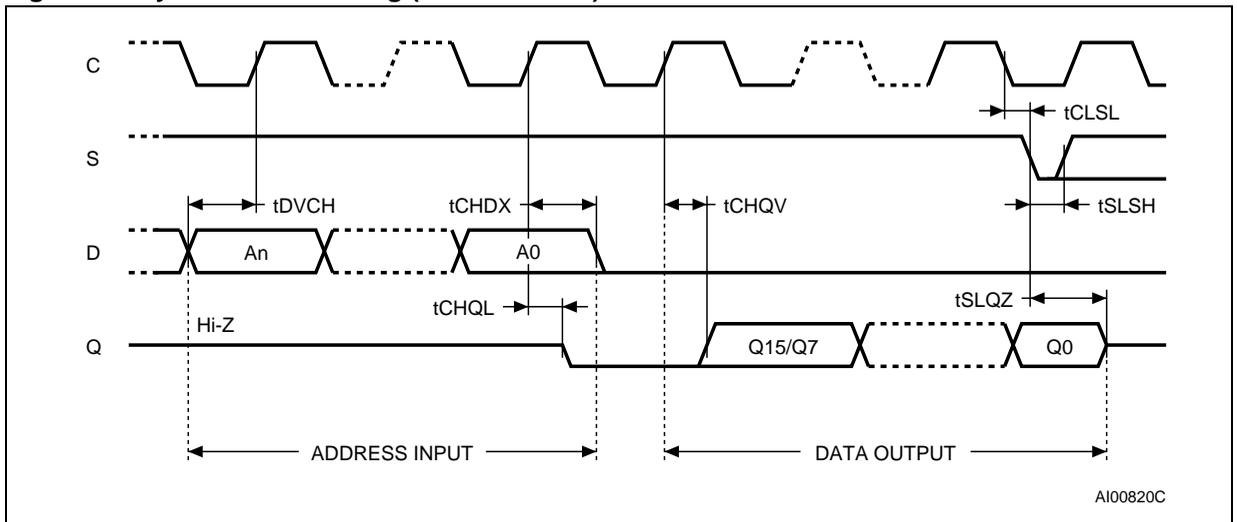 C
tCLSL
S
tDVCH
tCHDX
tCHQV
tSLSH
D
An
A0
tCHQL
tSLQZ
Hi-Z
Q
Q15/Q7
Q0
ADDRESS INPUT
DATA OUTPUT
AI00820C